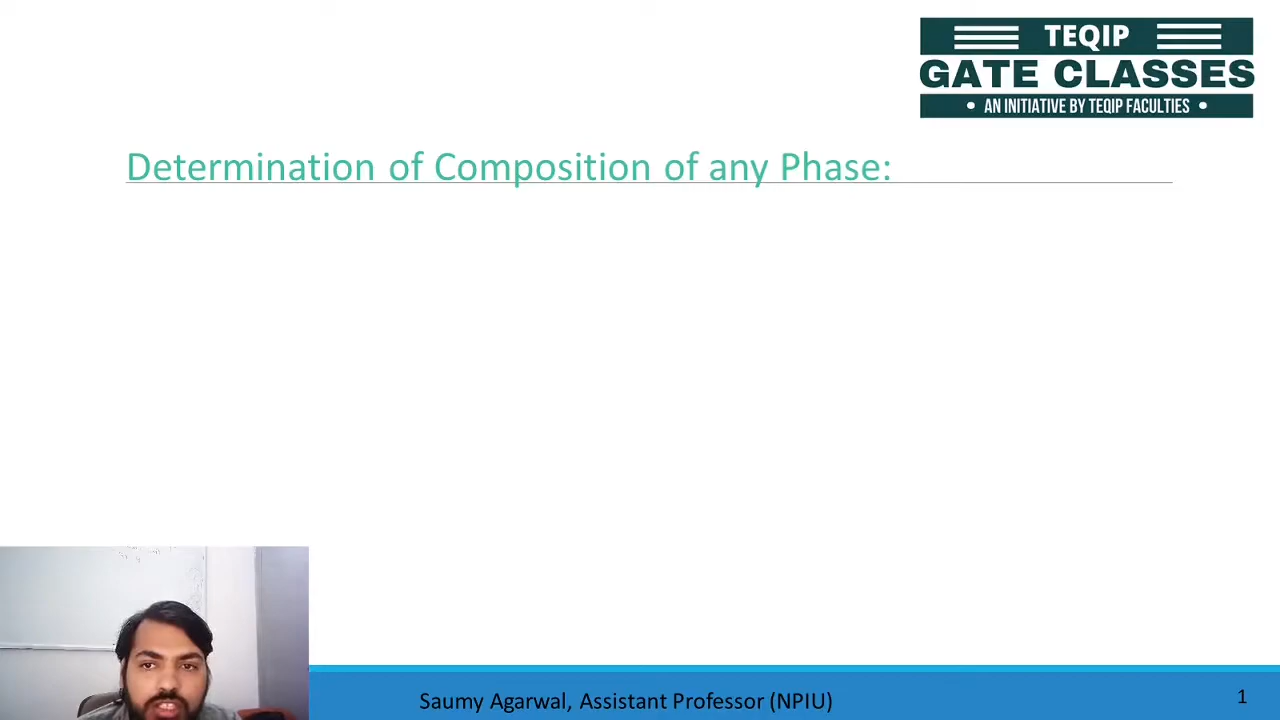 TEQIP
GATE CLASSES
• AN INITIATIVE BY TEQIP FACULTIES •
Determination of Composition of any Phase:
Saumy Agarwal, Assistant Professor (NPIU)
1